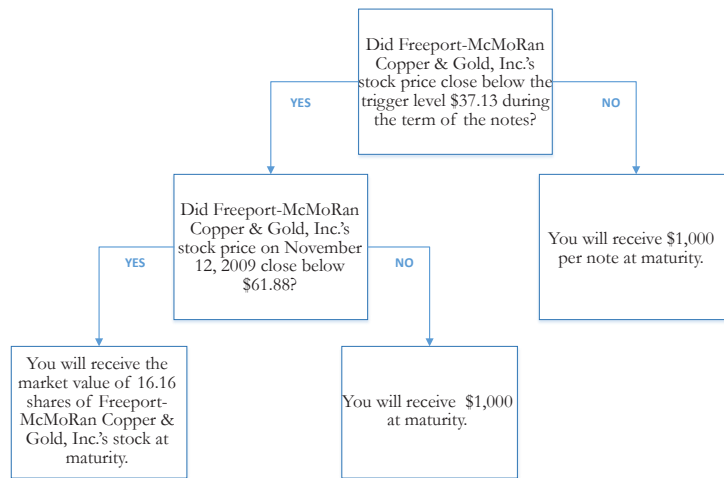 Did Freeport-McMoRan
Copper & Gold, Inc.'s
stock price close below the
trigger level $37.13 during
the term of the notes?
YES
NO
Did Freeport-McMoRan
Copper & Gold, Inc.'s
stock price on November
12, 2009 close below
$61.88?
You will receive $1,000
per note at maturity.
YES
NO
You will receive the
market value of 16.16
shares of Freeport-
McMoRan Copper &
Gold, Inc.'s stock at
maturity.
You will receive $1,000
at maturity.